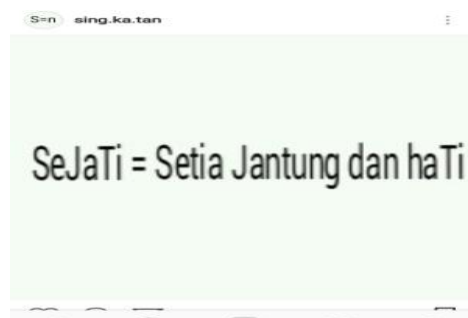 S=n sing.ka.tan
SeJaTi = Setia Jantung dan haTi